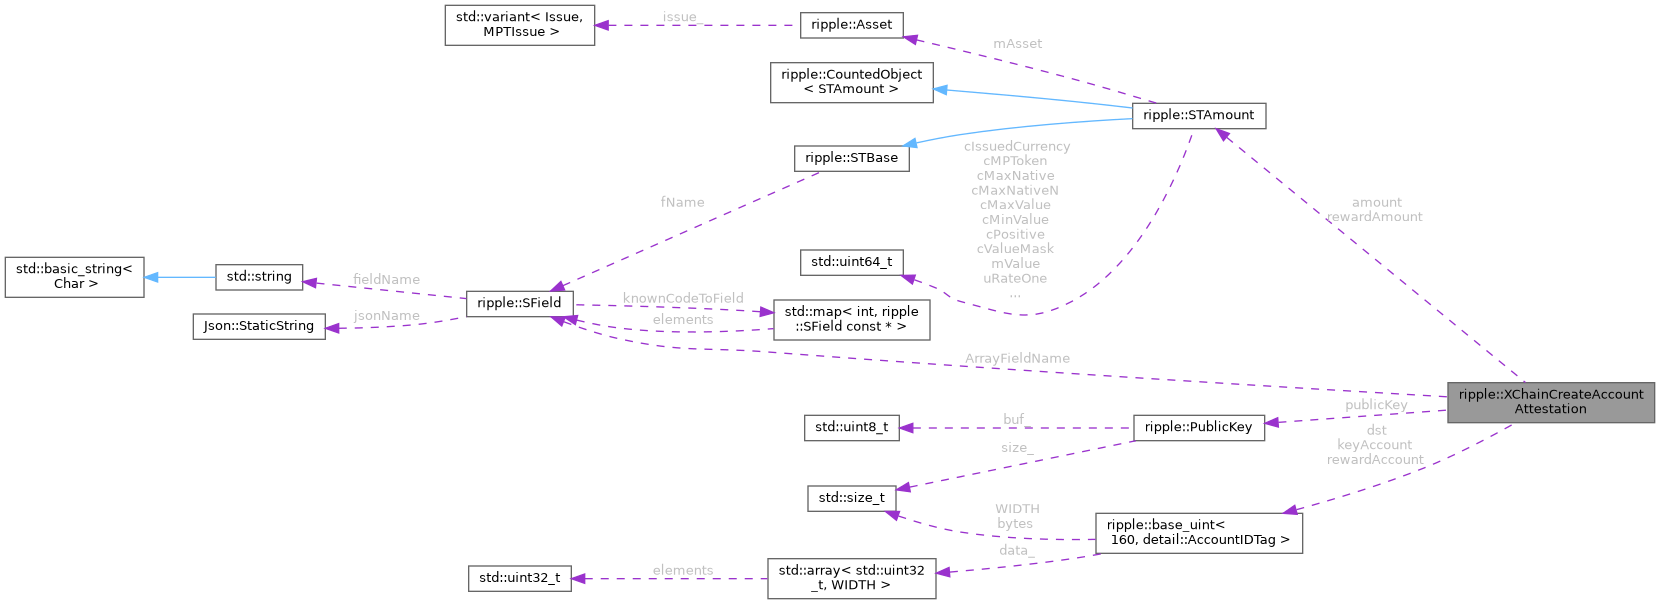 std::variant< Issue,
MPTIssue >
issue_
ripple::Asset
mAsset
ripple::CountedObject
< STAmount >
ripple::STAmount
ripple::STBase
cIssuedCurrency
cMPToken
cMaxNative
cMaxNativeN
cMaxValue
cMinValue
cPositive
cValueMask
mValue
uRateOne
...
fName
amount
rewardAmount
std::uint64_t
std::basic_string<
Char >
std::string
fieldName
ripple::SField
knownCodeToField
elements
std::map< int, ripple
::SField const * >
Json::StaticString
jsonName
ArrayFieldName
ripple::XChainCreateAccount
Attestation
publicKey
std::uint8_t
buf_
ripple::PublicKey
size_
dst
keyAccount
rewardAccount
std::size_t
WIDTH
bytes
ripple::base_uint<
160, detail::AccountIDTag >
data_
std::uint32_t
elements
std::array< std::uint32
_t, WIDTH >